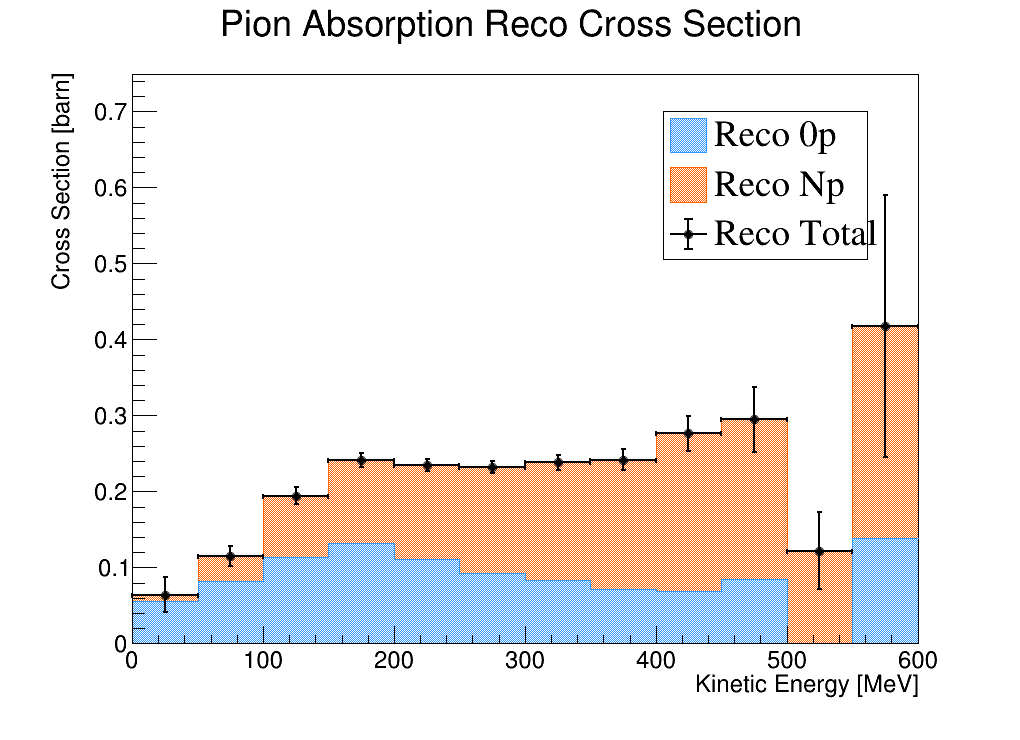 Pion Absorption Reco Cross Section
Cross Section [barn]
0.7
0.6
0.5
0.4
0.3
0.2
0.1
0
Reco 0p
Reco Np
Reco Total
0 100 200 300 400 500 600
Kinetic Energy [MeV]